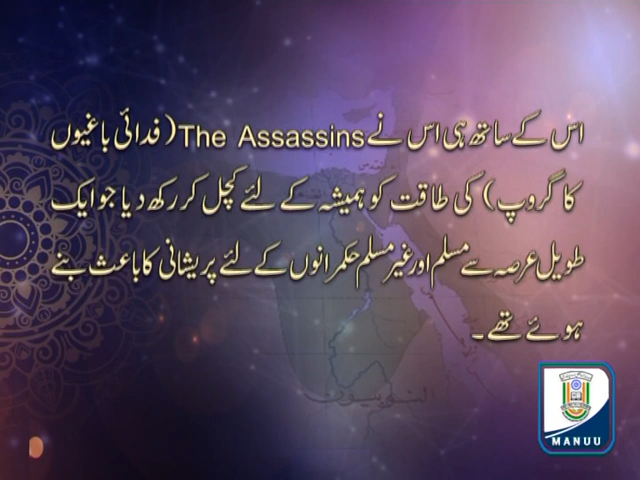 اس کے ساتھ ہی اس نے The Assassins (فدائی باغیوں
کا گروپ) کی طاقت کو ہمیشہ کے لئے کچل کر رکھ دیا جو ایک
طویل عرصہ سے مسلم اور غیر مسلم حکمرانوں کے لئے پریشانی کا باعث بنے
ہوئے تھے۔
MANUU